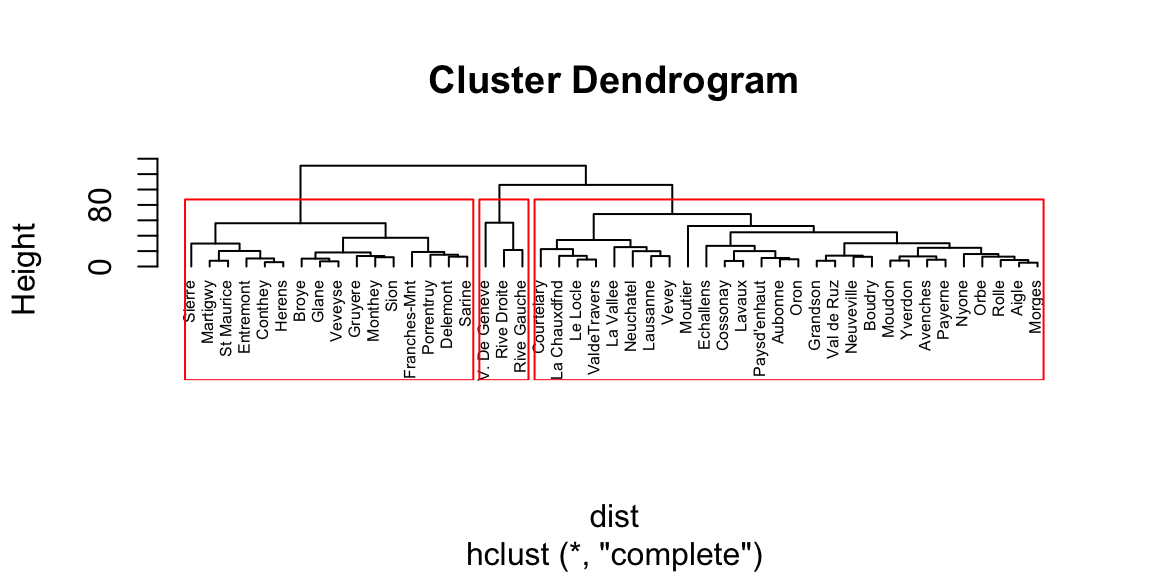 Cluster Dendrogram
Height
0
80
Sierre
Martigwy
St Maurice
Entremont
Conthey
Herens
Broye
Glane
Veveyse
Gruyere
Monthey
Sion
Franches-Mnt
Porrentruy
Delemont
Sarine
V. De Geneve
Rive Droite
Rive Gauche
Courtelary
La Chauxdfnd
Le Locle
ValdeTravers
La Vallee
Neuchatel
Lausanne
Vevey
Moutier
Echallens
Cossonay
Lavaux
Paysd'enhaut
Aubonne
Oron
Grandson
Val de Ruz
Neuveville
Boudry
Moudon
Yverdon
Avenches
Payerne
Nyone
Orbe
Rolle
Aigle
Morges
dist
hclust (*, "complete")